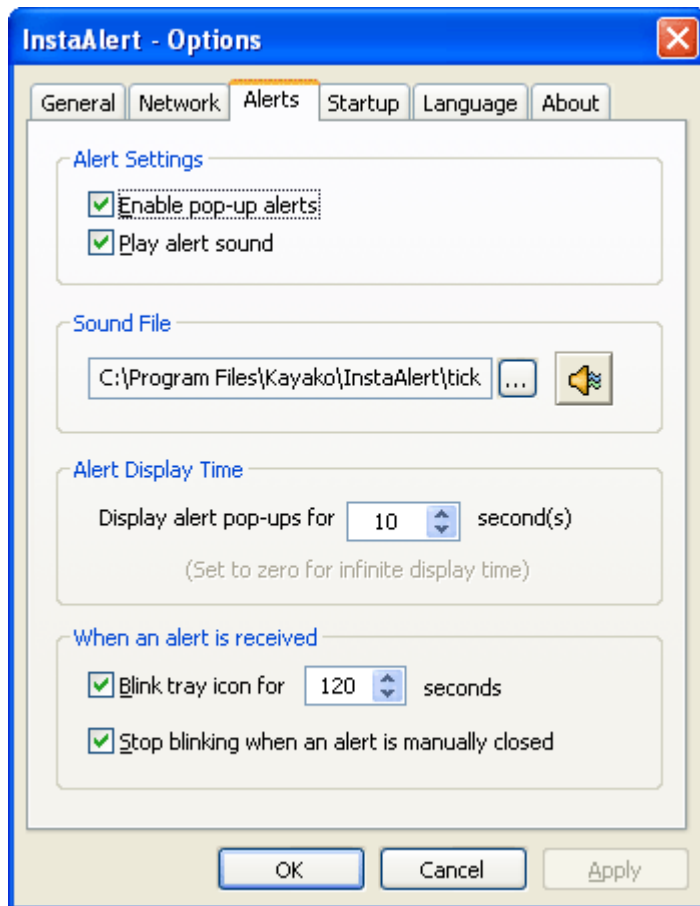 InstaAlert - Options
General Network Alerts Startup Language About
Alert Settings
Enable pop-up alerts
Play alert sound
Sound File
C:\Program Files\Kayako\InstaAlert\tick ...
Alert Display Time
Display alert pop-ups for 10 second(s)
(Set to zero for infinite display time)
When an alert is received
Blink tray icon for 120 seconds
Stop blinking when an alert is manually closed
OK Cancel Apply